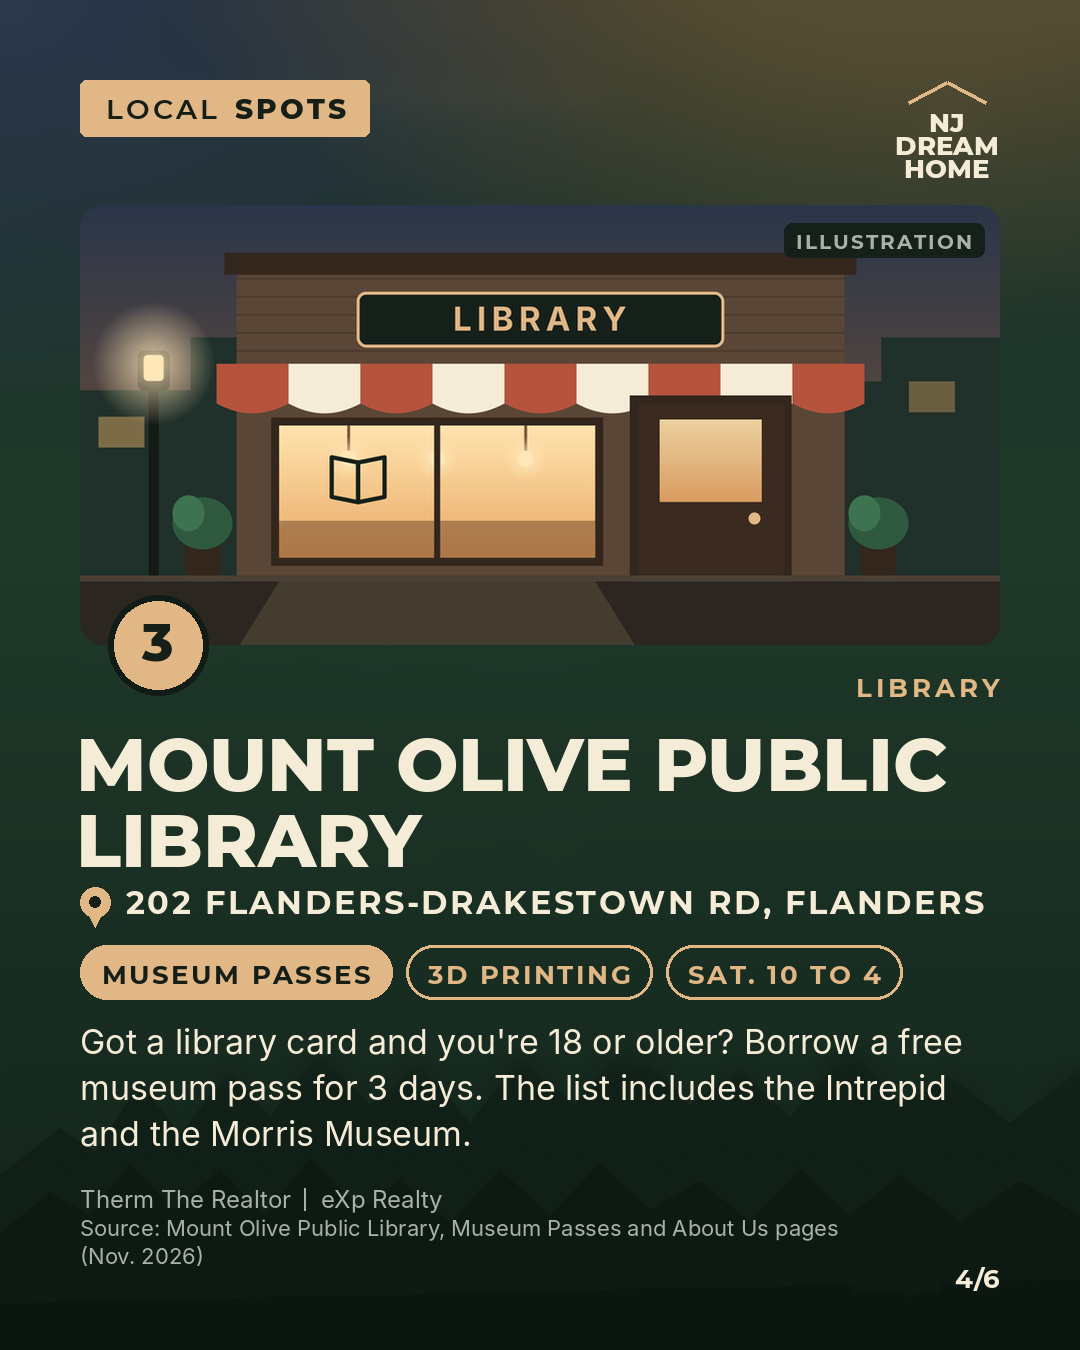 LOCAL SPOTS
NJ
DREAM
HOME
ILLUSTRATION
LIBRARY
3
LIBRARY
MOUNT OLIVE PUBLIC
LIBRARY
202 FLANDERS-DRAKESTOWN RD, FLANDERS
MUSEUM PASSES
3D PRINTING
SAT. 10 TO 4
Got a library card and you're 18 or older? Borrow a free
museum pass for 3 days. The list includes the Intrepid
and the Morris Museum.
Therm The Realtor | eXp Realty
Source: Mount Olive Public Library, Museum Passes and About Us pages
(Nov. 2026)
4/6